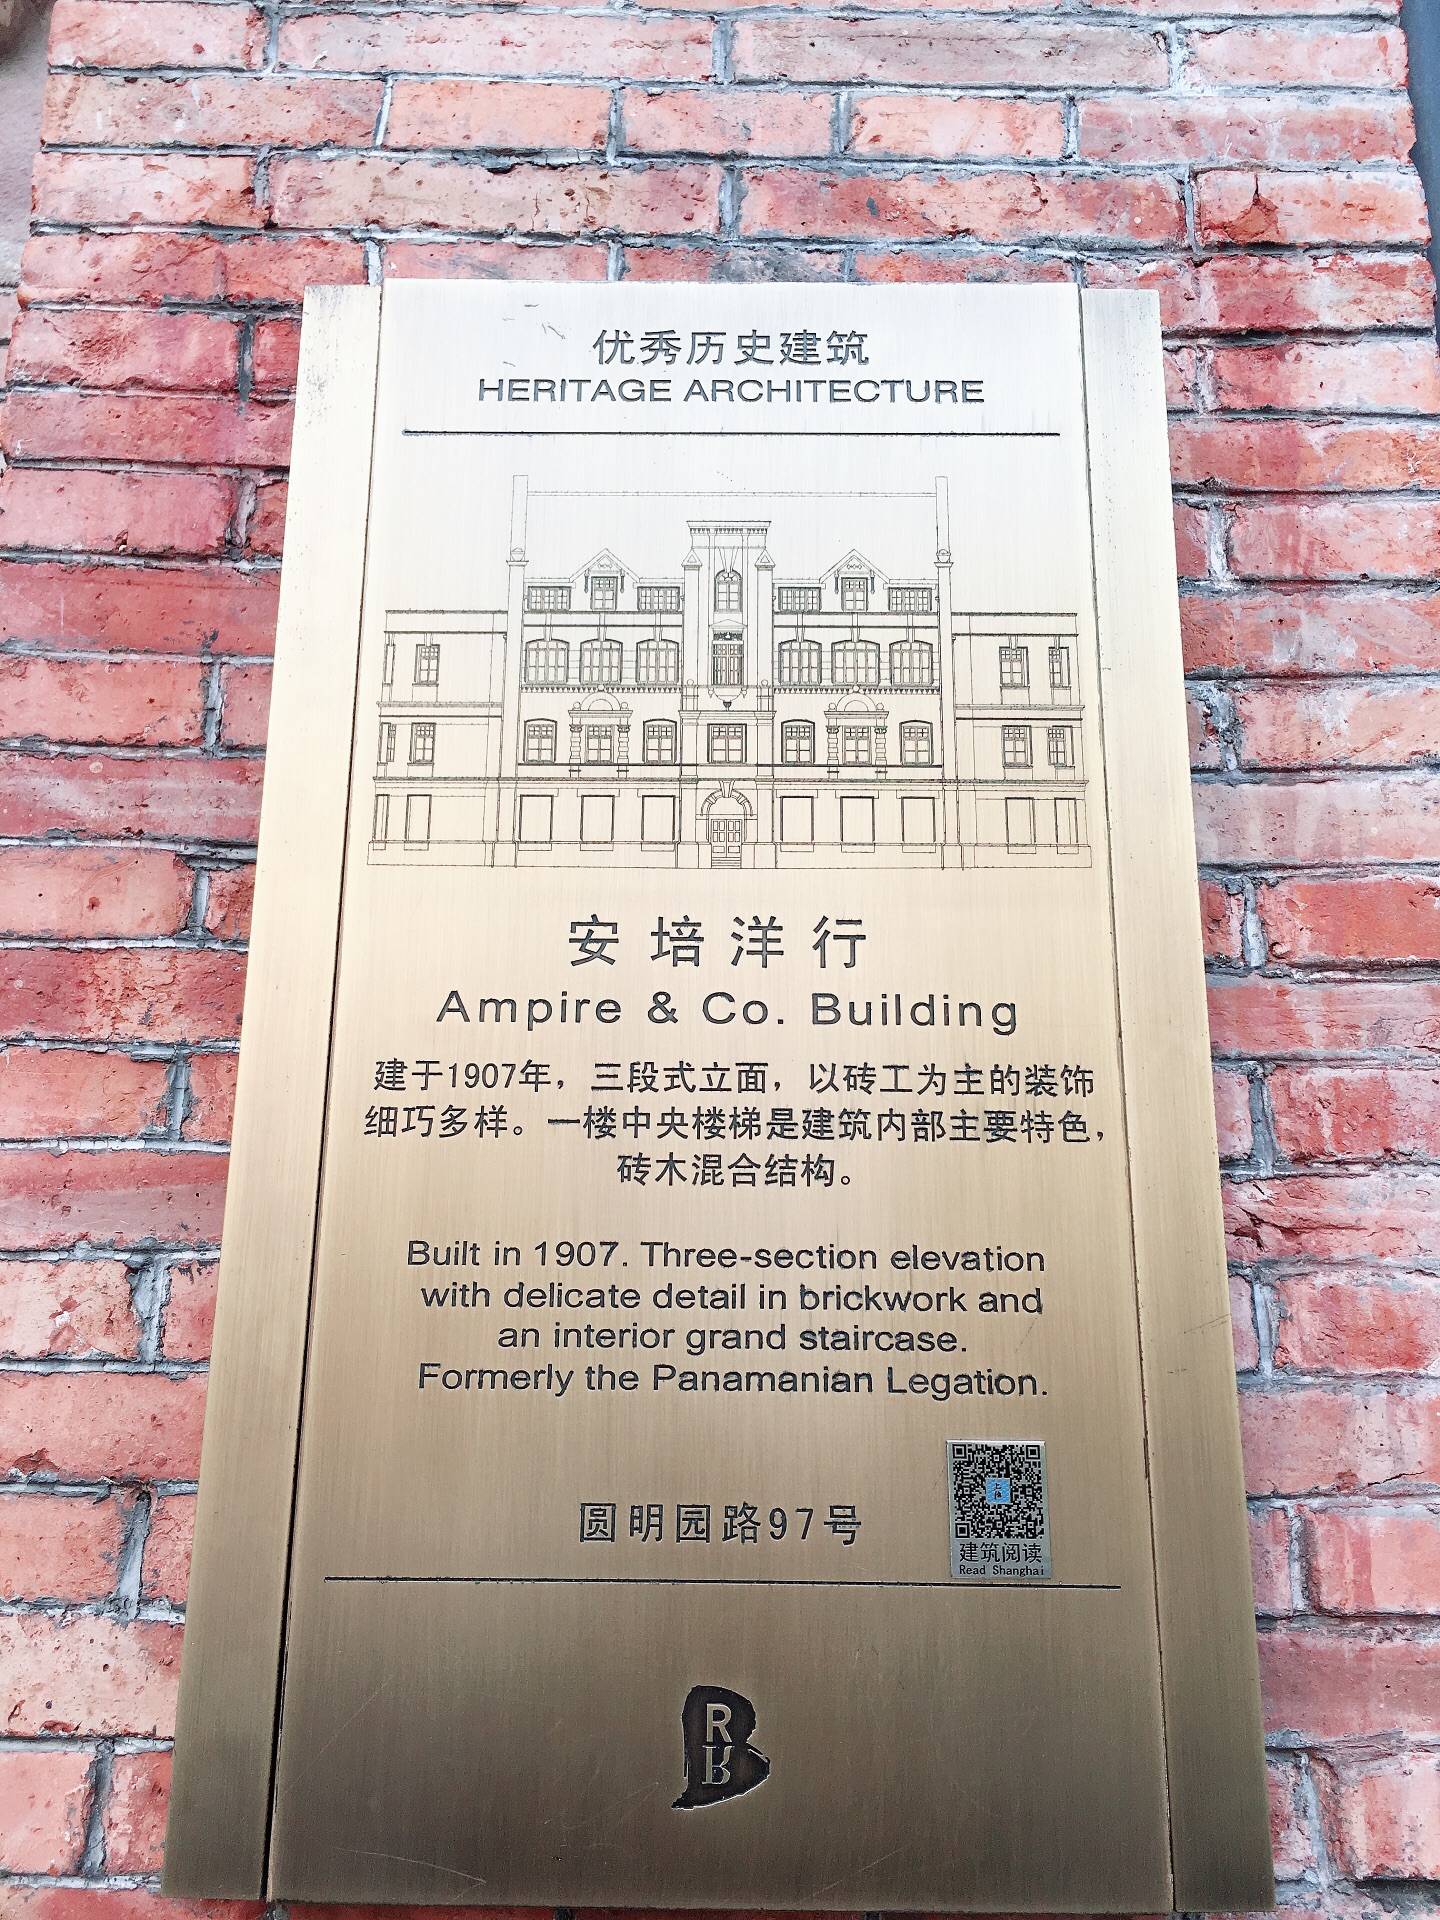 优秀历史建筑
HERITAGE ARCHITECTURE
安培洋行
Ampire & Co. Building
建于1907年，三段式立面，以砖工为主的装饰
细巧多样。一楼中央楼梯是建筑内部主要特色，
砖木混合结构。
Built in 1907. Three-section elevation
with delicate detail in brickwork and
an interior grand staircase.
Formerly the Panamanian Legation.
圆明园路97号
建筑阅读
Read Shanghai
R